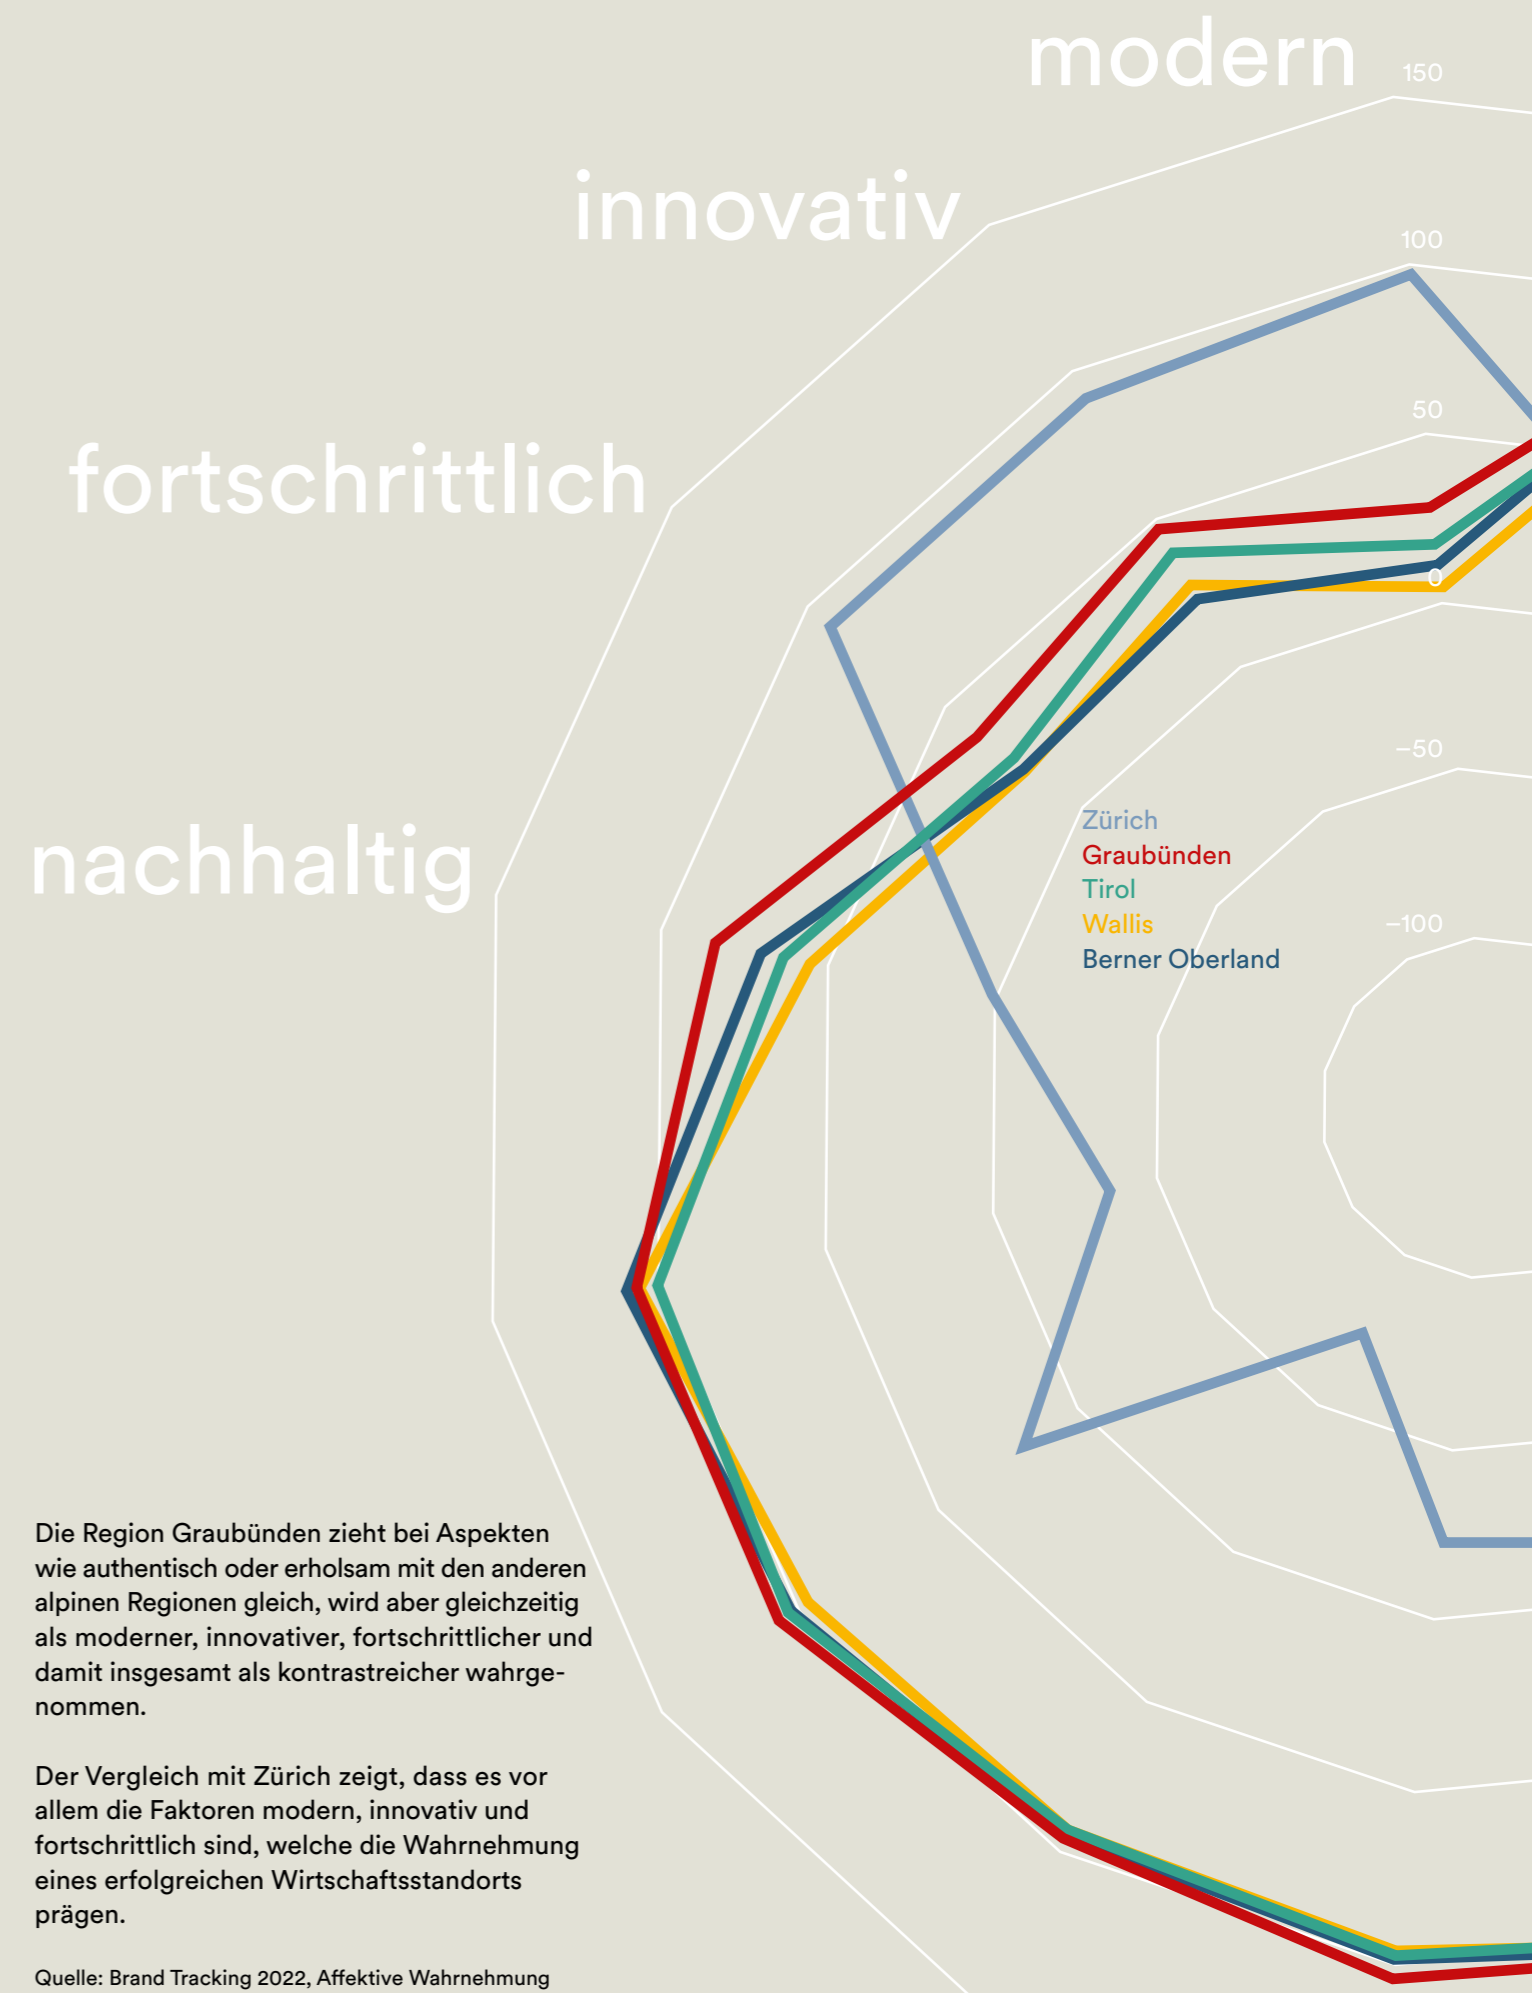 modern
150
innovativ
100
50
fortschrittlich
0
–50
nachhaltig
Zürich
Graubünden
Tirol
Wallis
–100
Berner Oberland
Die Region Graubünden zieht bei Aspekten
wie authentisch oder erholsam mit den anderen
alpinen Regionen gleich, wird aber gleichzeitig
als moderner, innovativer, fortschrittlicher und
damit insgesamt als kontrastreicher wahrge-
nommen.
Der Vergleich mit Zürich zeigt, dass es vor
allem die Faktoren modern, innovativ und
fortschrittlich sind, welche die Wahrnehmung
eines erfolgreichen Wirtschaftsstandorts
prägen.
Quelle: Brand Tracking 2022, Affektive Wahrnehmung